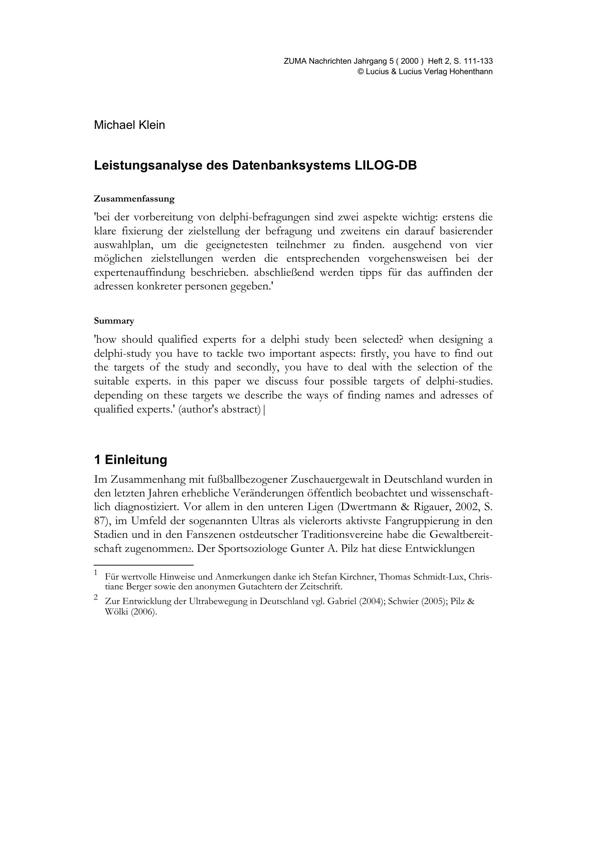 ZUMA Nachrichten Jahrgang 5 ( 2000 ) Heft 2, S. 111-133
© Lucius & Lucius Verlag Hohenthann
Michael Klein
Leistungsanalyse des Datenbanksystems LILOG-DB
Zusammenfassung
'bei der vorbereitung von delphi-befragungen sind zwei aspekte wichtig: erstens die
klare fixierung der zielstellung der befragung und zweitens ein darauf basierender
auswahlplan, um die geeignetesten teilnehmer zu finden. ausgehend von vier
möglichen zielstellungen werden die entsprechenden vorgehensweisen bei der
expertenauffindung beschrieben. abschließend werden tipps für das auffinden der
adressen konkreter personen gegeben.'
Summary
'how should qualified experts for a delphi study been selected? when designing a
delphi-study you have to tackle two important aspects: firstly, you have to find out
the targets of the study and secondly, you have to deal with the selection of the
suitable experts. in this paper we discuss four possible targets of delphi-studies.
depending on these targets we describe the ways of finding names and adresses of
qualified experts.' (author's abstract)|
1 Einleitung
Im Zusammenhang mit fußballbezogener Zuschauergewalt in Deutschland wurden in
den letzten Jahren erhebliche Veränderungen öffentlich beobachtet und wissenschaft-
lich diagnostiziert. Vor allem in den unteren Ligen (Dwertmann & Rigauer, 2002, S.
87), im Umfeld der sogenannten Ultras als vielerorts aktivste Fangruppierung in den
Stadien und in den Fanszenen ostdeutscher Traditionsvereine habe die Gewaltbereit-
schaft zugenommen2. Der Sportsoziologe Gunter A. Pilz hat diese Entwicklungen
1 Für wertvolle Hinweise und Anmerkungen danke ich Stefan Kirchner, Thomas Schmidt-Lux, Chris-
tiane Berger sowie den anonymen Gutachtern der Zeitschrift.
2 Zur Entwicklung der Ultrabewegung in Deutschland vgl. Gabriel (2004); Schwier (2005); Pilz &
Wölki (2006).